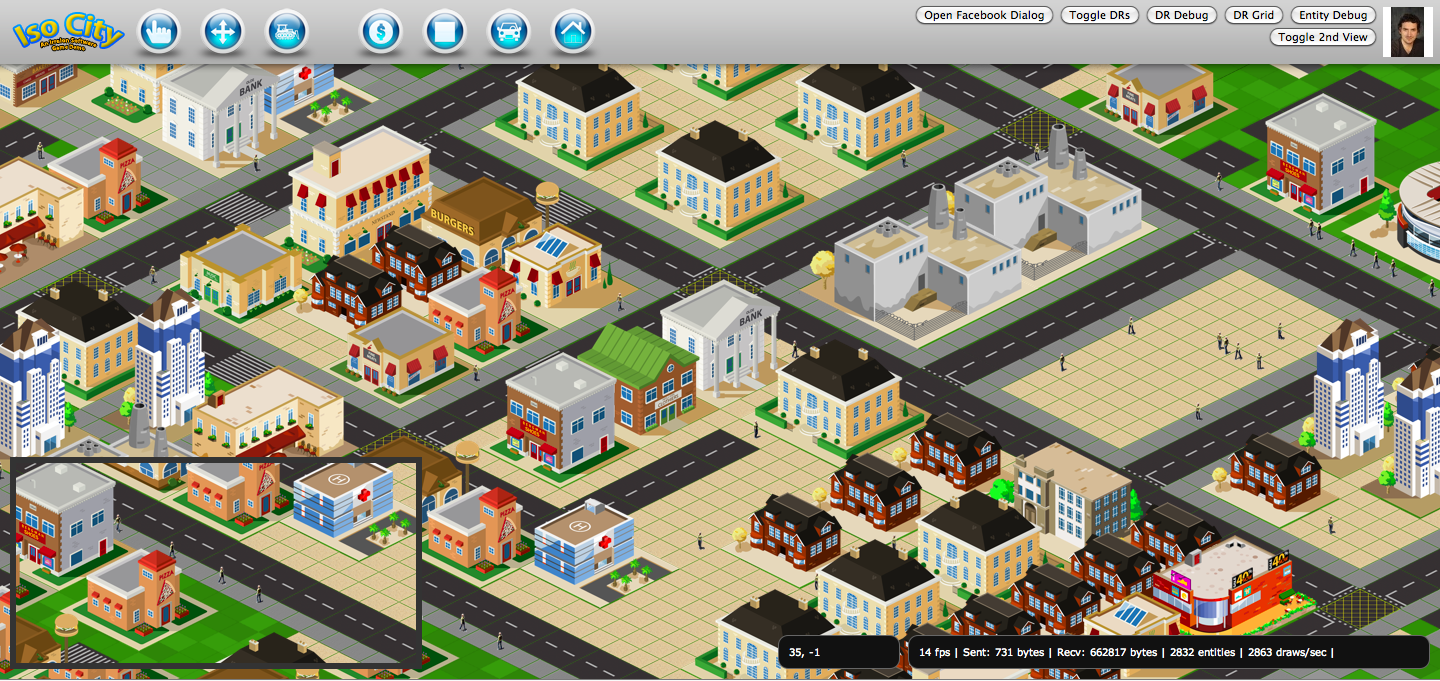 Iso City
An Irrelon Software
Game Demo
Open Facebook Dialog
Toggle DRs
DR Debug
DR Grid
Entity Debug
Toggle 2nd View
BANK
PIZZA
BURGERS
BANK
PIZZA
PIZZA
H
PIZZA
H
PIZZA
35, -1
14 fps | Sent: 731 bytes | Recv: 662817 bytes | 2832 entities | 2863 draws/sec |